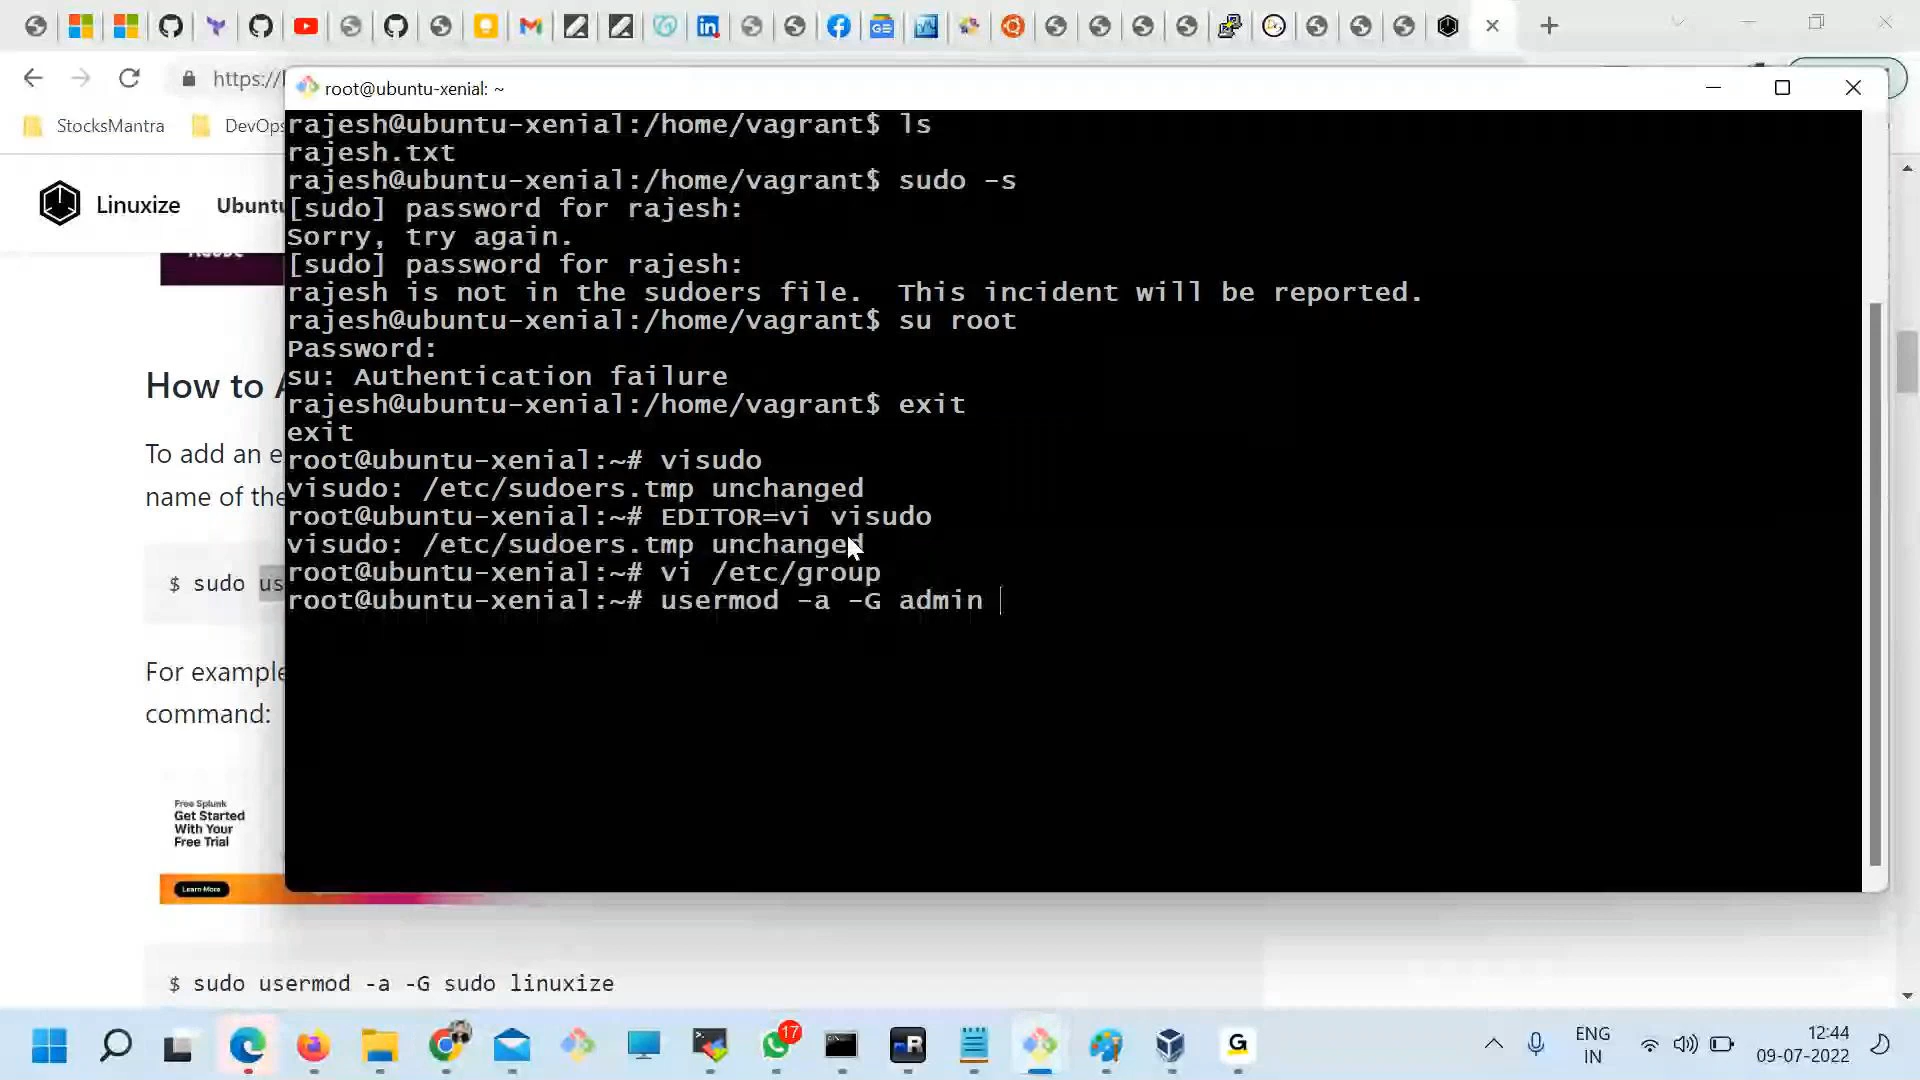 https://
root@ubuntu-xenial: ~
StocksMantra
DevOps
Linuxize
Ubuntu
rajesh@ubuntu-xenial:/home/vagrant$ ls
rajesh.txt
rajesh@ubuntu-xenial:/home/vagrant$ sudo -s
[sudo] password for rajesh:
Sorry, try again.
[sudo] password for rajesh:
rajesh is not in the sudoers file.  This incident will be reported.
rajesh@ubuntu-xenial:/home/vagrant$ su root
Password:
su: Authentication failure
rajesh@ubuntu-xenial:/home/vagrant$ exit
exit
root@ubuntu-xenial:~# visudo
visudo: /etc/sudoers.tmp unchanged
root@ubuntu-xenial:~# EDITOR=vi visudo
visudo: /etc/sudoers.tmp unchanged
root@ubuntu-xenial:~# vi /etc/group
root@ubuntu-xenial:~# usermod -a -G admin
How to
To add an
name of the
$ sudo us
For example
command:
Free Splunk
Get Started
With Your
Free Trial
Learn More
$ sudo usermod -a -G sudo linuxize
17
ENG
IN
12:44
09-07-2022